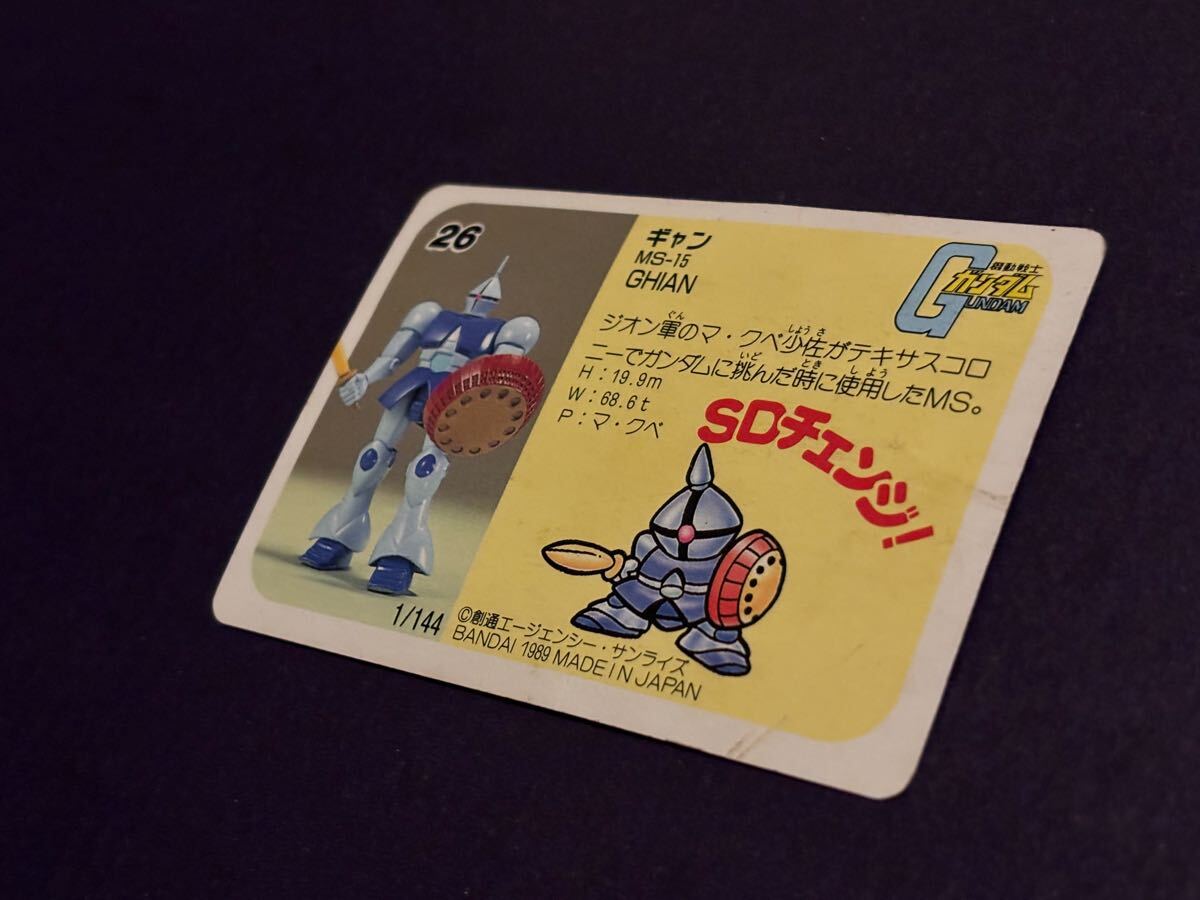 26
ギャン
MS-15
GHIAN
機動戦士
ガンダム
GUNDAM
ジオン軍のマ・クベ少佐がテキサスコロ
ニーでガンダムに挑んだ時に使用したMS。
H:19.9m
W:68.6t
P:マ・クベ
SDチェンジ!
1/144
©創通エージェンシー・サンライズ
BANDAI 1989 MADE IN JAPAN